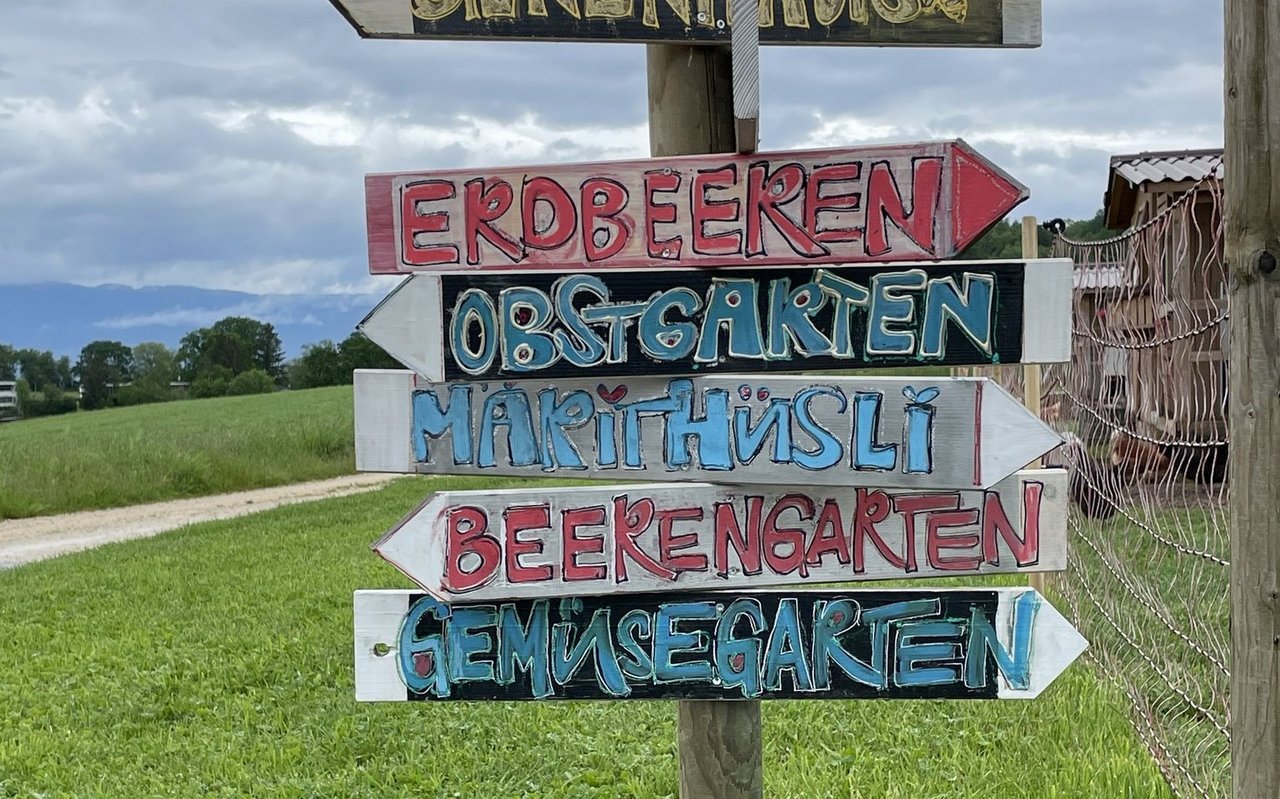 ERDBEEREN
OBSTGARTEN
MÄRITHÜSLI
BEERENGARTEN
GEMÜSEGARTEN